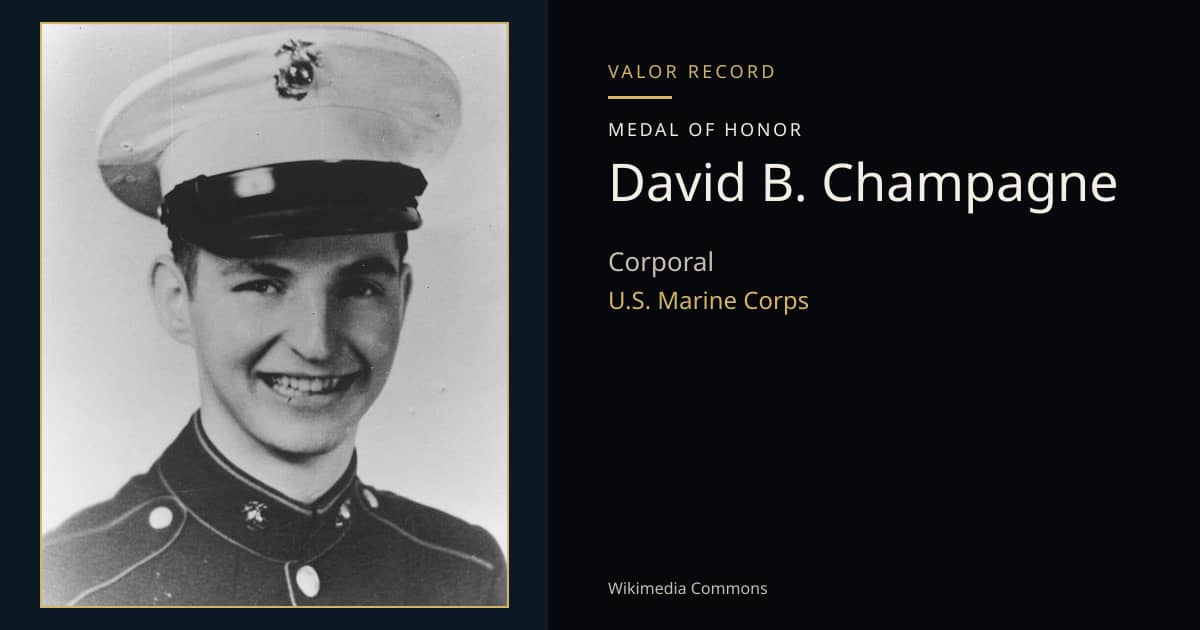 VALOR RECORD
MEDAL OF HONOR
David B. Champagne
Corporal
U.S. Marine Corps
Wikimedia Commons